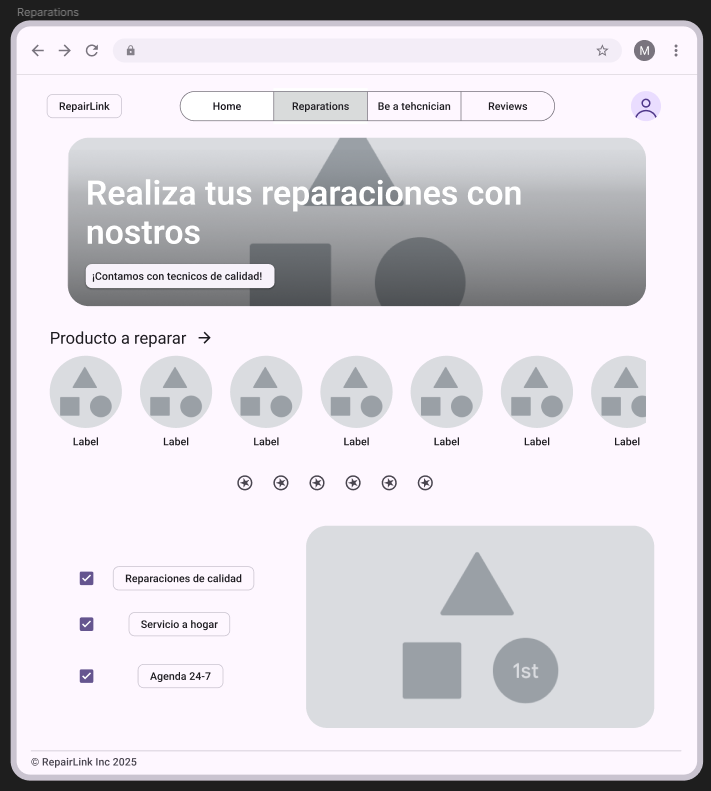 Reparations
M
RepairLink
Home
Reparations
Be a tehcnician
Reviews
Realiza tus reparaciones con
nostros
¡Contamos con tecnicos de calidad!
Producto a reparar
Label
Label
Label
Label
Label
Label
Label
Reparaciones de calidad
Servicio a hogar
Agenda 24-7
1st
© RepairLink Inc 2025